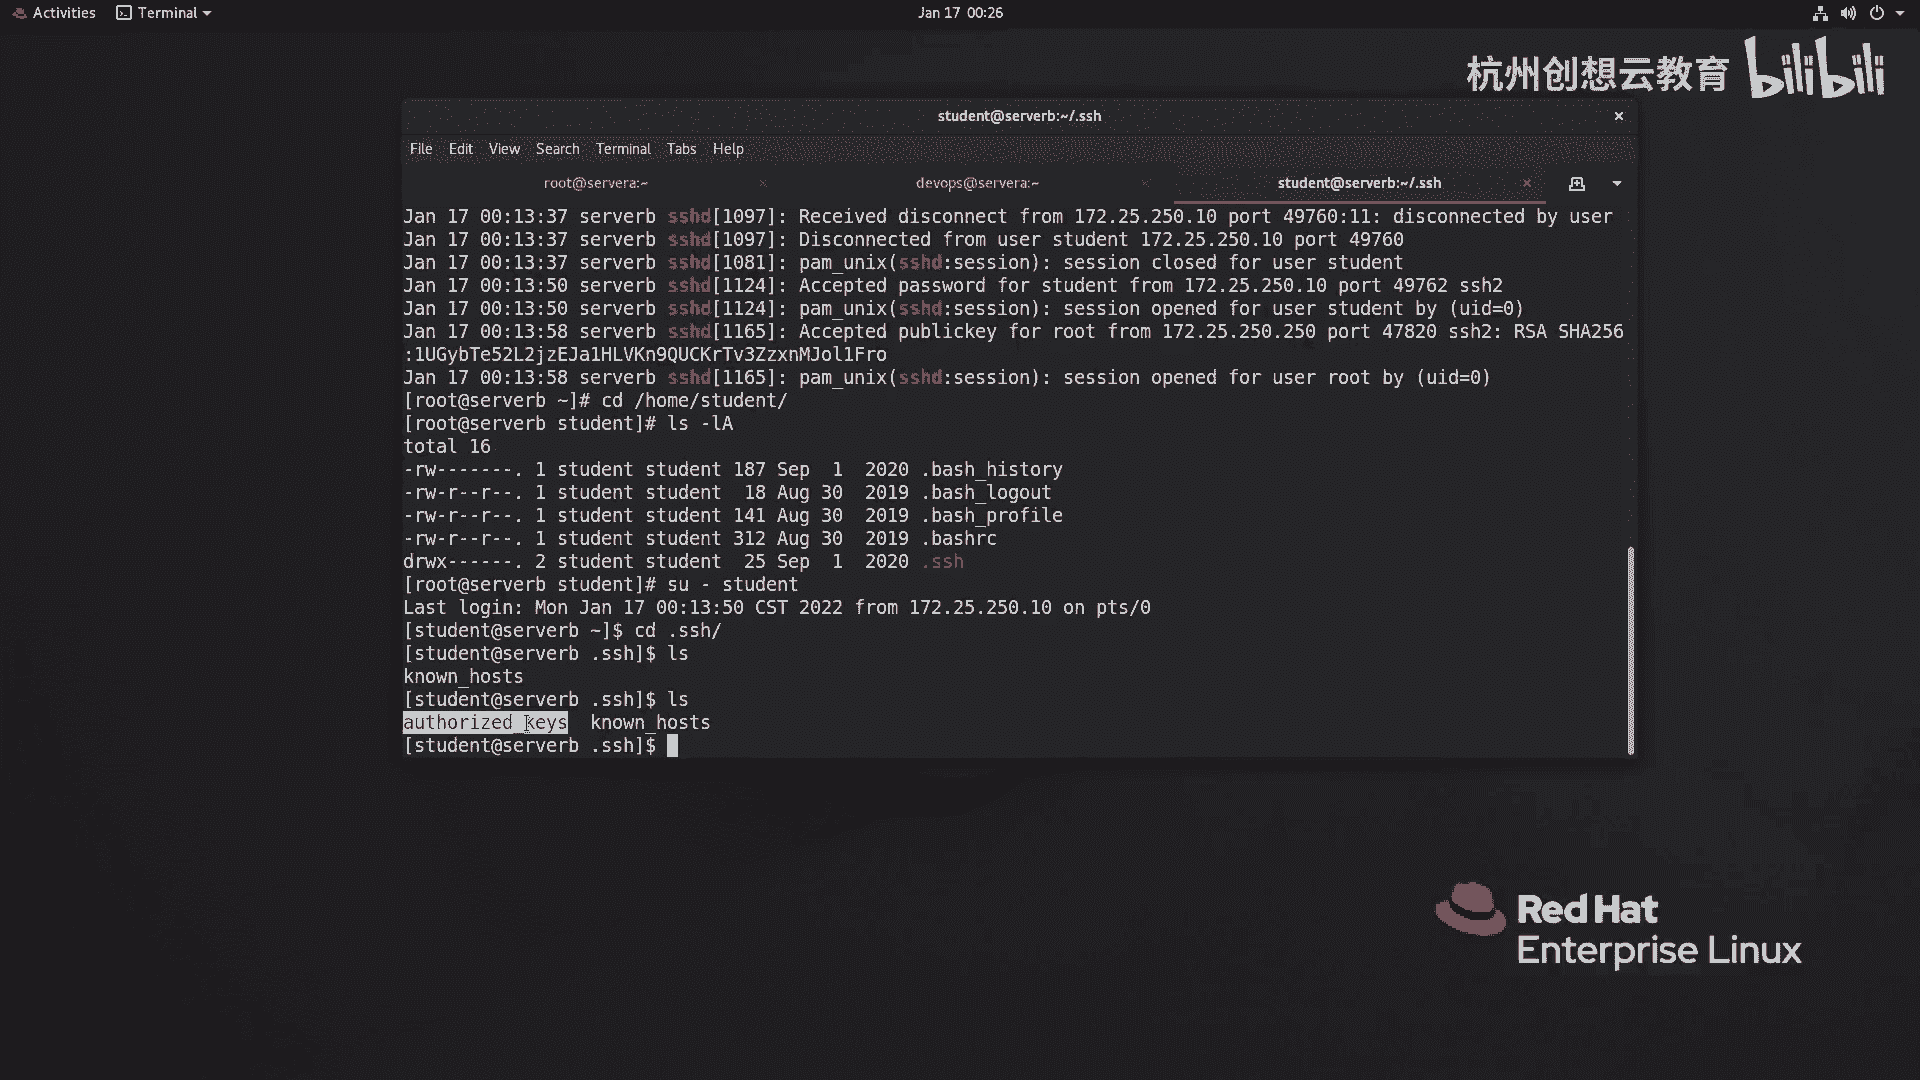 Activities Terminal Jan 17 00:26
杭州创想云教育 bilibili
student@serverb:~/.ssh ×
File Edit View Search Terminal Tabs Help
root@servera:~ × devops@servera:~ × student@serverb:~/.ssh ×
Jan 17 00:13:37 serverb sshd[1097]: Received disconnect from 172.25.250.10 port 49760:11: disconnected by user
Jan 17 00:13:37 serverb sshd[1097]: Disconnected from user student 172.25.250.10 port 49760
Jan 17 00:13:37 serverb sshd[1081]: pam_unix(sshd:session): session closed for user student
Jan 17 00:13:50 serverb sshd[1124]: Accepted password for student from 172.25.250.10 port 49762 ssh2
Jan 17 00:13:50 serverb sshd[1124]: pam_unix(sshd:session): session opened for user student by (uid=0)
Jan 17 00:13:58 serverb sshd[1165]: Accepted publickey for root from 172.25.250.250 port 47820 ssh2: RSA SHA256
:1UGybTe52L2jzEJa1HLVKn9QUCKrTv3ZzxnMJol1Fro
Jan 17 00:13:58 serverb sshd[1165]: pam_unix(sshd:session): session opened for user root by (uid=0)
[root@serverb ~]# cd /home/student/
[root@serverb student]# ls -lA
total 16
-rw-------. 1 student student 187 Sep  1  2020 .bash_history
-rw-r--r--. 1 student student  18 Aug 30  2019 .bash_logout
-rw-r--r--. 1 student student 141 Aug 30  2019 .bash_profile
-rw-r--r--. 1 student student 312 Aug 30  2019 .bashrc
drwx------. 2 student student  25 Sep  1  2020 .ssh
[root@serverb student]# su - student
Last login: Mon Jan 17 00:13:50 CST 2022 from 172.25.250.10 on pts/0
[student@serverb ~]$ cd .ssh/
[student@serverb .ssh]$ ls
known_hosts
[student@serverb .ssh]$ ls
authorized_keys  known_hosts
[student@serverb .ssh]$
Red Hat
Enterprise Linux